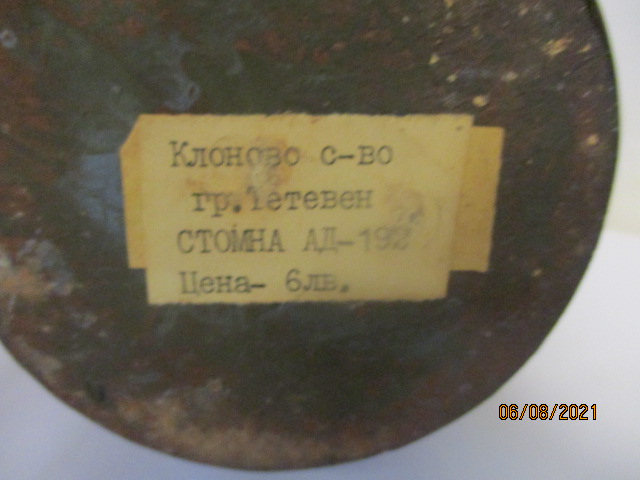 Клоново с-во
гр.Тетевен
СТОМНА АД-192
Цена- 6лв.
06/08/2021